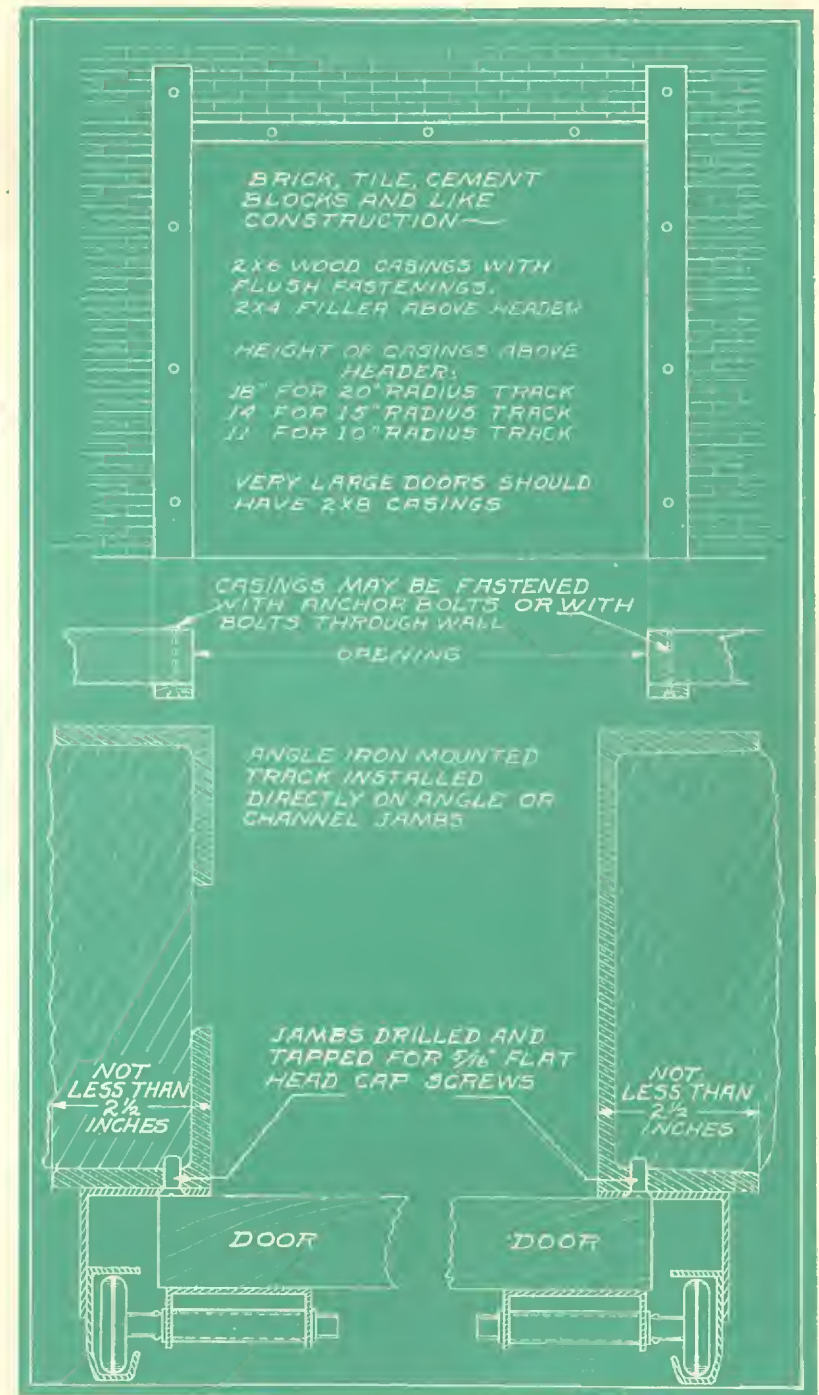 BRICK, TILE, CEMENT
BLOCKS AND LIKE
CONSTRUCTION—
2X6 WOOD CASINGS WITH
FLUSH FASTENINGS.
2X4 FILLER ABOVE HEADER
HEIGHT OF CASINGS ABOVE
HEADER:
18" FOR 20" RADIUS TRACK
14 FOR 15" RADIUS TRACK
11 FOR 10" RADIUS TRACK
VERY LARGE DOORS SHOULD
HAVE 2X8 CASINGS
CASINGS MAY BE FASTENED
WITH ANCHOR BOLTS OR WITH
BOLTS THROUGH WALL
OPENING
ANGLE IRON MOUNTED
TRACK INSTALLED
DIRECTLY ON ANGLE OR
CHANNEL JAMBS
JAMBS DRILLED AND
TAPPED FOR 5/16" FLAT
HEAD CAP SCREWS
NOT
LESS THAN
2 1/2
INCHES
NOT
LESS THAN
2 1/2
INCHES
DOOR
DOOR